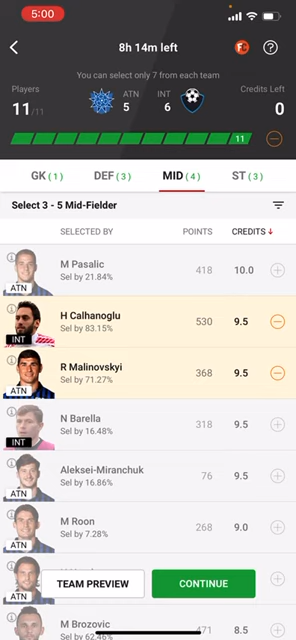 5:00
8h 14m left
FC
?
You can select only 7 from each team
Players
11/11
ATN
5
INT
6
Credits Left
0
11
GK (1)
DEF (3)
MID (4)
ST (3)
Select 3 - 5 Mid-Fielder
SELECTED BY
POINTS
CREDITS
M Pasalic
Sel by 21.84%
418
10.0
ATN
H Calhanoglu
Sel by 83.15%
530
9.5
INT
R Malinovskyi
Sel by 71.27%
368
9.5
ATN
N Barella
Sel by 16.48%
318
9.5
INT
Aleksei-Miranchuk
Sel by 16.86%
76
9.5
ATN
M Roon
Sel by 7.28%
268
9.0
ATN
TEAM PREVIEW
CONTINUE
ATN
M Brozovic
Sel by 62.46%
471
8.5